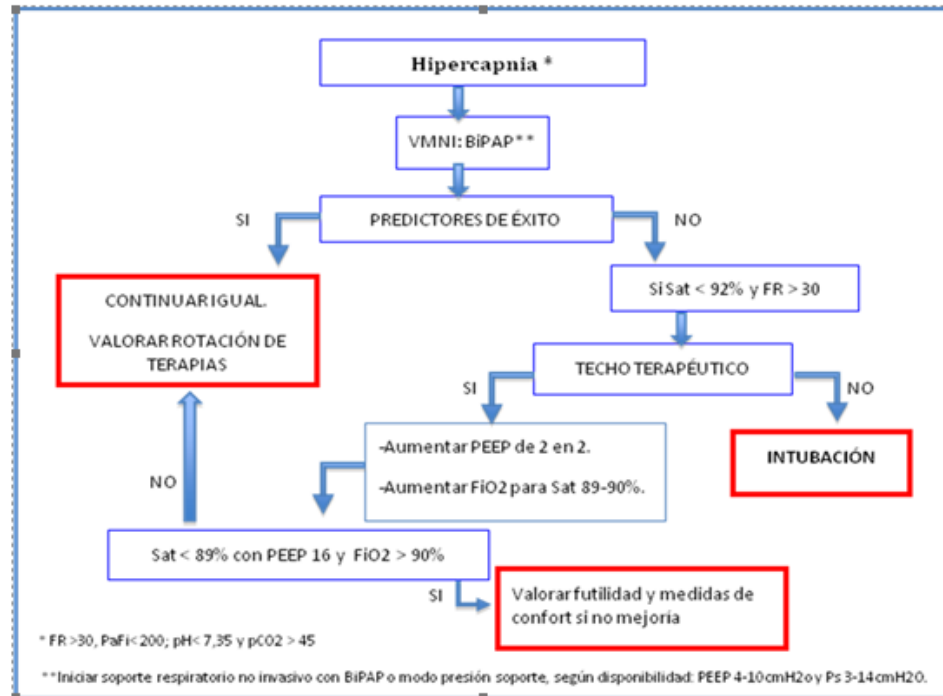 Hipercapnia *
VMNI: BiPAP**
SI
PREDICTORES DE ÉXITO
NO
CONTINUAR IGUAL.
VALORAR ROTACIÓN DE
TERAPIAS
Si Sat < 92% y FR > 30
TECHO TERAPÉUTICO
SI
NO
-Aumentar PEEP de 2 en 2.
-Aumentar FiO2 para Sat 89-90%.
INTUBACIÓN
NO
Sat < 89% con PEEP 16 y FiO2 > 90%
SI
Valorar futilidad y medidas de
confort si no mejoría
* FR >30, PaFi< 200; pH< 7,35 y pCO2 > 45
**Iniciar soporte respiratorio no invasivo con BiPAP o modo presión soporte, según disponibilidad: PEEP 4-10 cmH2o y Ps 3-14 cmH2O.